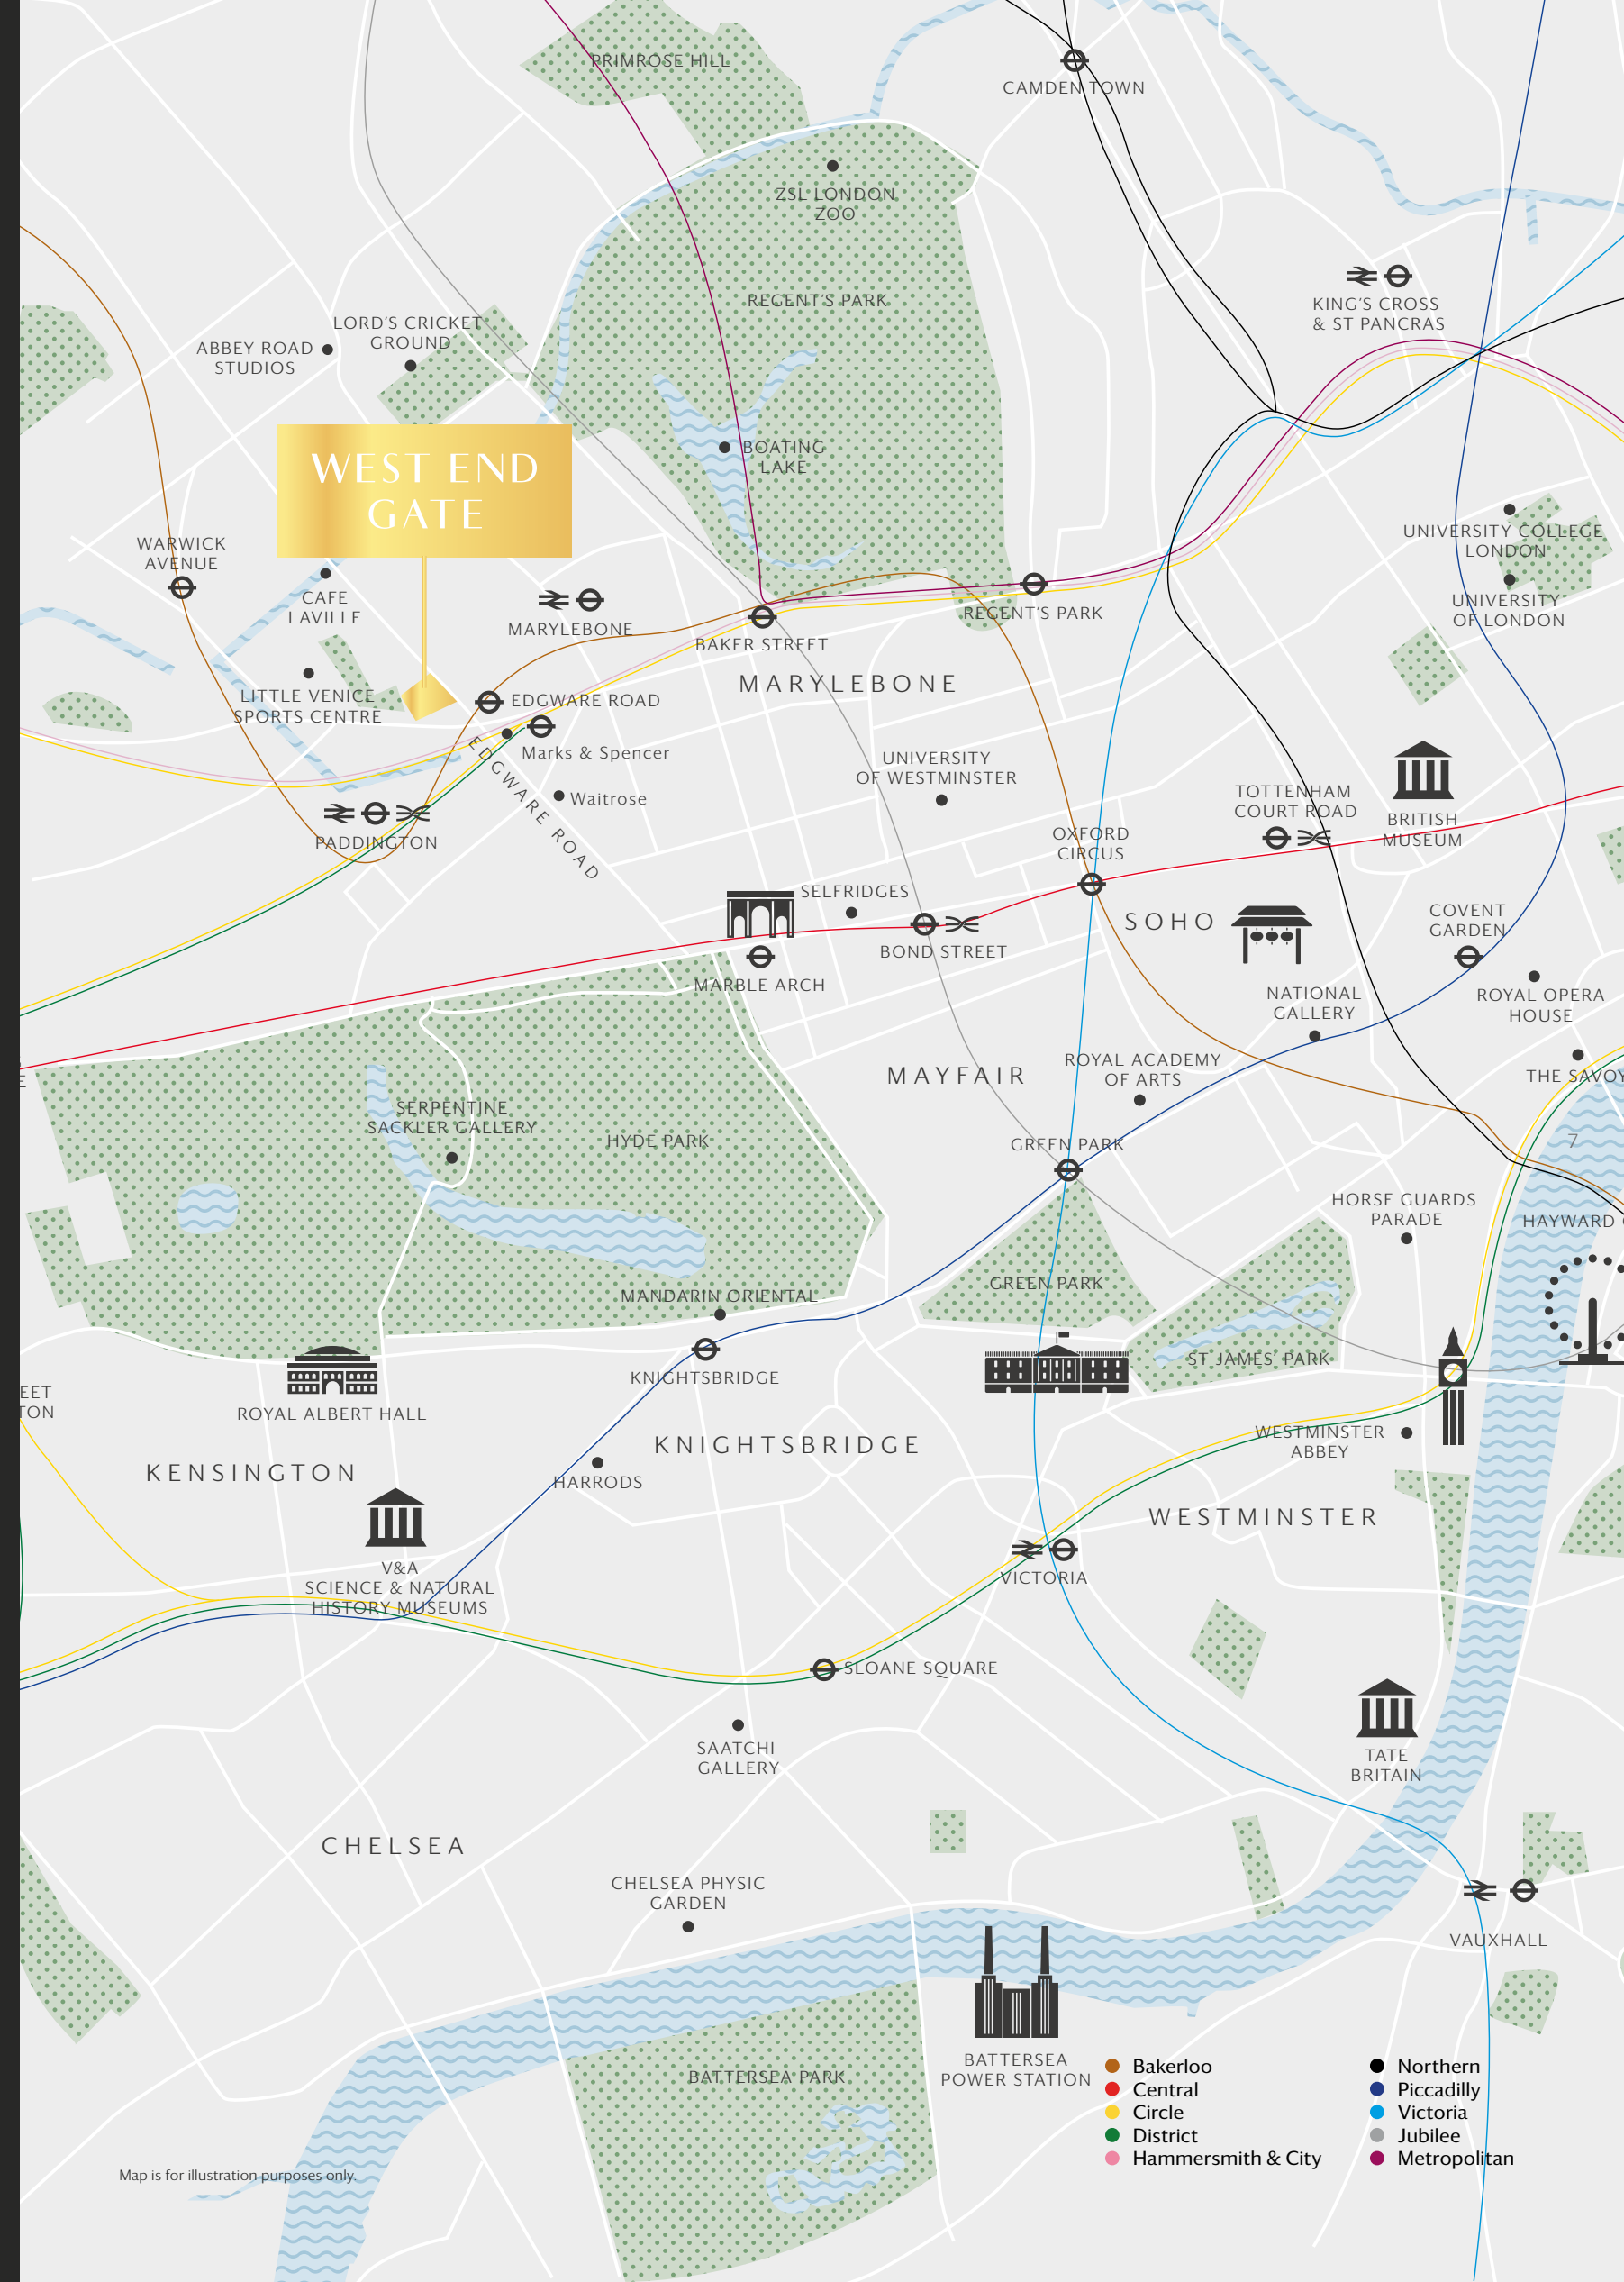 PRIMROSE HILL
CAMDEN TOWN
ZSL LONDON
ZOO
REGENT'S PARK
KING'S CROSS
& ST PANCRAS
LORD'S CRICKET
GROUND
ABBEY ROAD
STUDIOS
BOATING
LAKE
WEST END
GATE
UNIVERSITY COLLEGE
LONDON
WARWICK
AVENUE
CAFE
LAVILLE
MARYLEBONE
BAKER STREET
REGENT'S PARK
UNIVERSITY
OF LONDON
MARYLEBONE
LITTLE VENICE
SPORTS CENTRE
EDGWARE ROAD
Marks & Spencer
EDGWARE ROAD
Waitrose
UNIVERSITY
OF WESTMINSTER
TOTTENHAM
COURT ROAD
BRITISH
MUSEUM
PADDINGTON
OXFORD
CIRCUS
SELFRIDGES
BOND STREET
SOHO
COVENT
GARDEN
MARBLE ARCH
NATIONAL
GALLERY
ROYAL OPERA
HOUSE
MAYFAIR
ROYAL ACADEMY
OF ARTS
THE SAVOY
E
SERPENTINE
SACKLER GALLERY
HYDE PARK
GREEN PARK
7
HORSE GUARDS
PARADE
HAYWARD
GREEN PARK
MANDARIN ORIENTAL
KNIGHTSBRIDGE
ST JAMES' PARK
EET
TON
ROYAL ALBERT HALL
WESTMINSTER
ABBEY
KNIGHTSBRIDGE
KENSINGTON
HARRODS
WESTMINSTER
V&A
SCIENCE & NATURAL
HISTORY MUSEUMS
VICTORIA
SLOANE SQUARE
SAATCHI
GALLERY
TATE
BRITAIN
CHELSEA
CHELSEA PHYSIC
GARDEN
VAUXHALL
BATTERSEA
POWER STATION
BATTERSEA PARK
Bakerloo
Central
Circle
District
Hammersmith & City
Northern
Piccadilly
Victoria
Jubilee
Metropolitan
Map is for illustration purposes only.